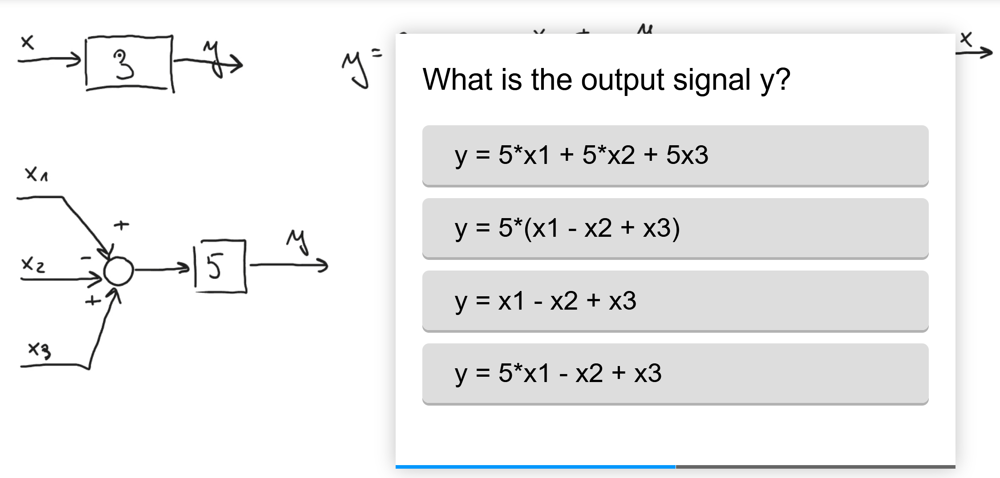 x 3 y y = x
What is the output signal y?
y = 5*x1 + 5*x2 + 5x3
y = 5*(x1 - x2 + x3)
y = x1 - x2 + x3
y = 5*x1 - x2 + x3
x1
+
x2 - 5 y
+
x3